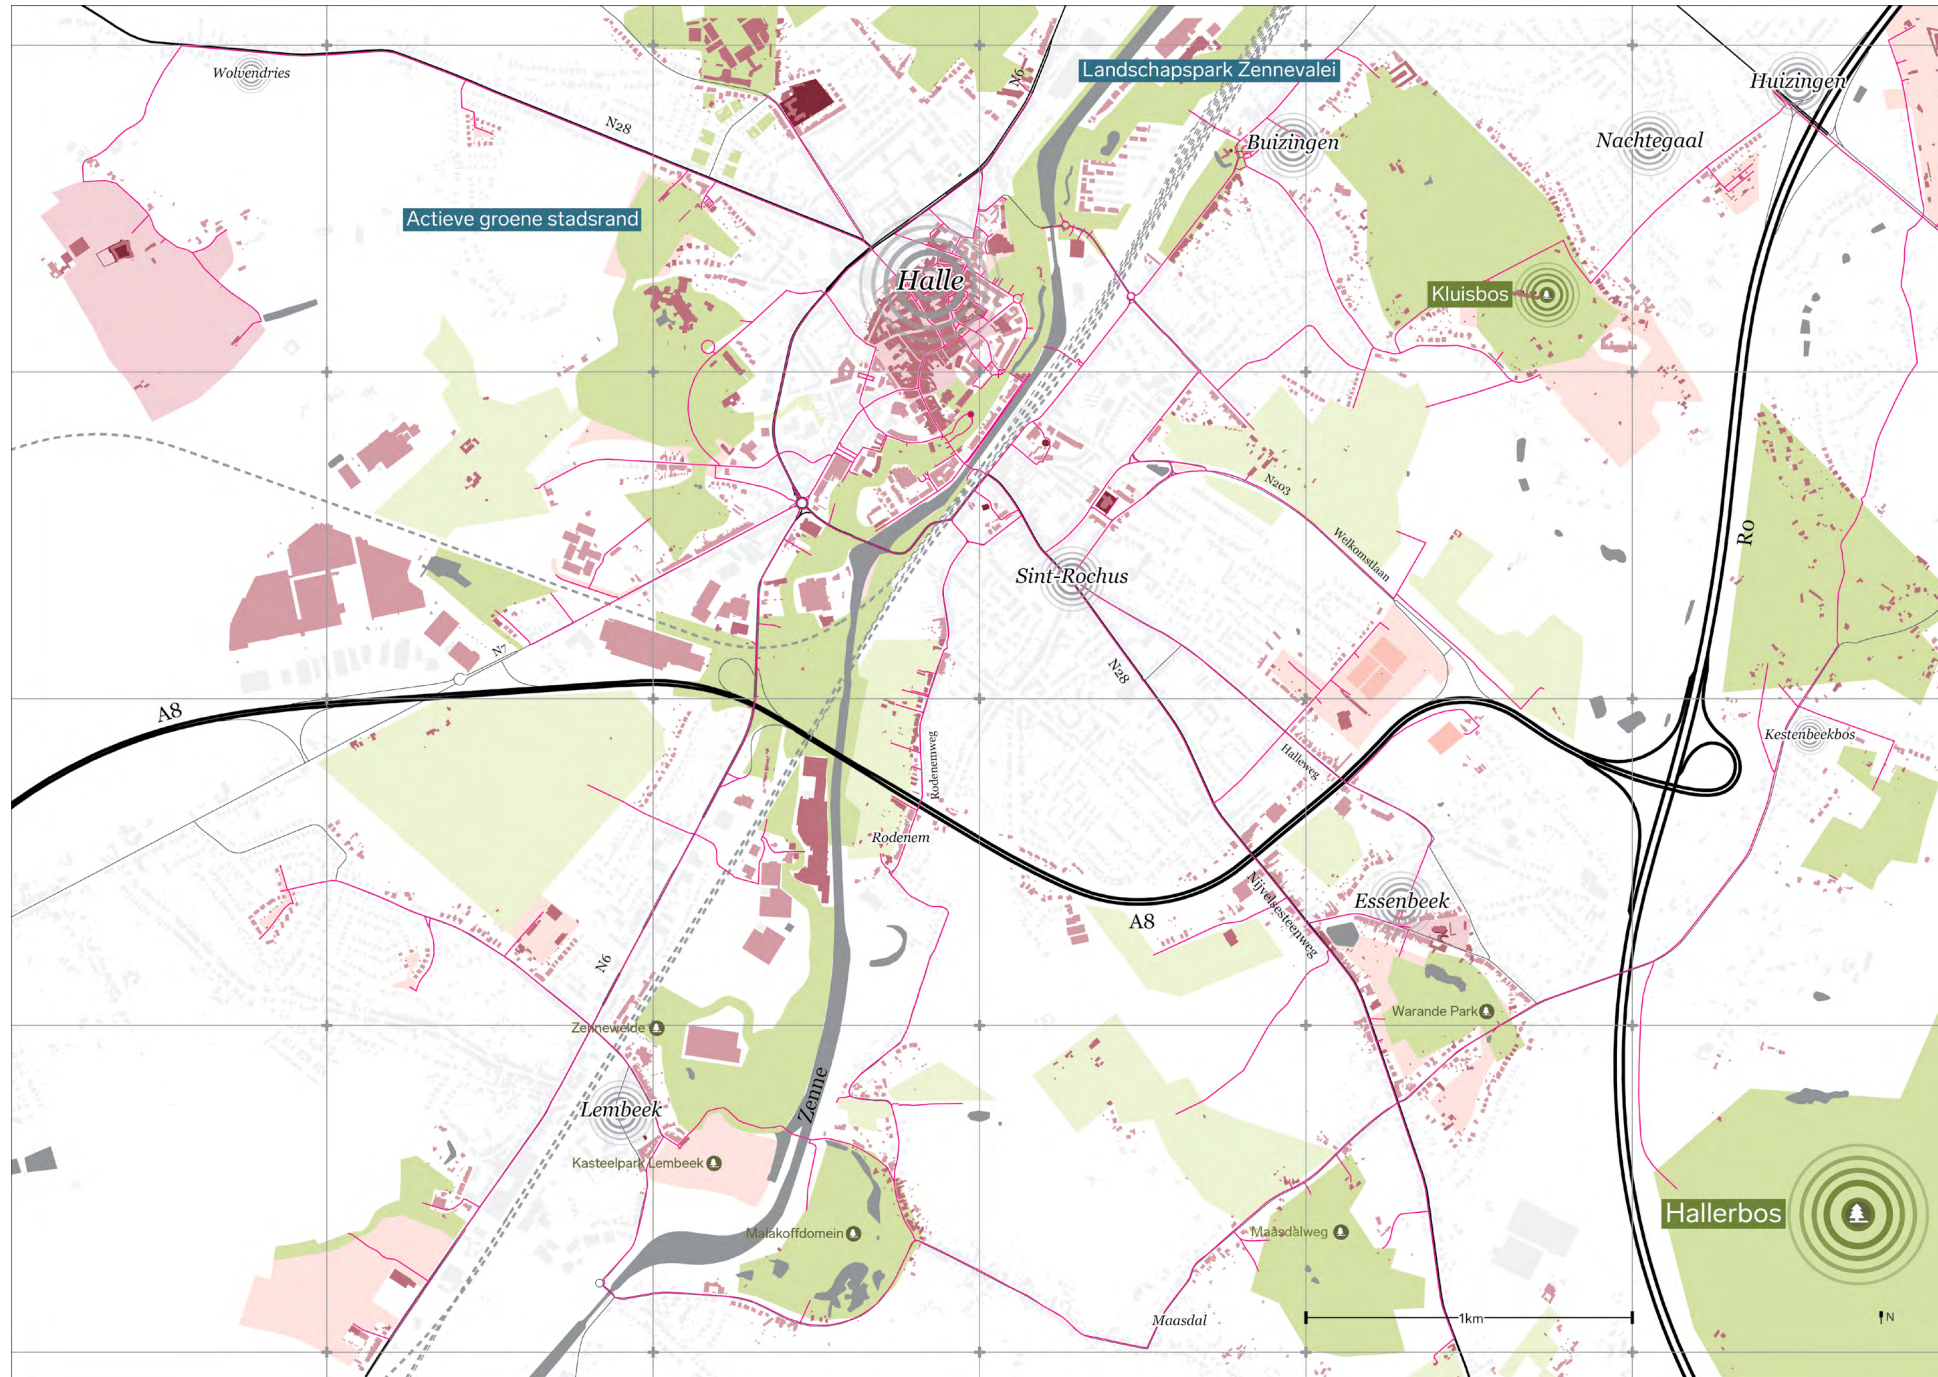 Wolvendries
N6
Landschapspark Zennevalei
Huizingen
N28
Buizingen
Nachtegaal
Actieve groene stadsrand
Halle
Kluisbos
N203
Welkomstlaan
R0
Sint-Rochus
N7
N28
A8
Kestenbeekbos
Rodenemweg
Halleweg
Rodenem
Nijvelsesteenweg
Essenbeek
A8
N6
Warande Park
Zenneweide
Zenne
Lembeek
Kasteelpark Lembeek
Hallerbos
Malakoffdomein
Maasdalweg
Maasdal
1km
N